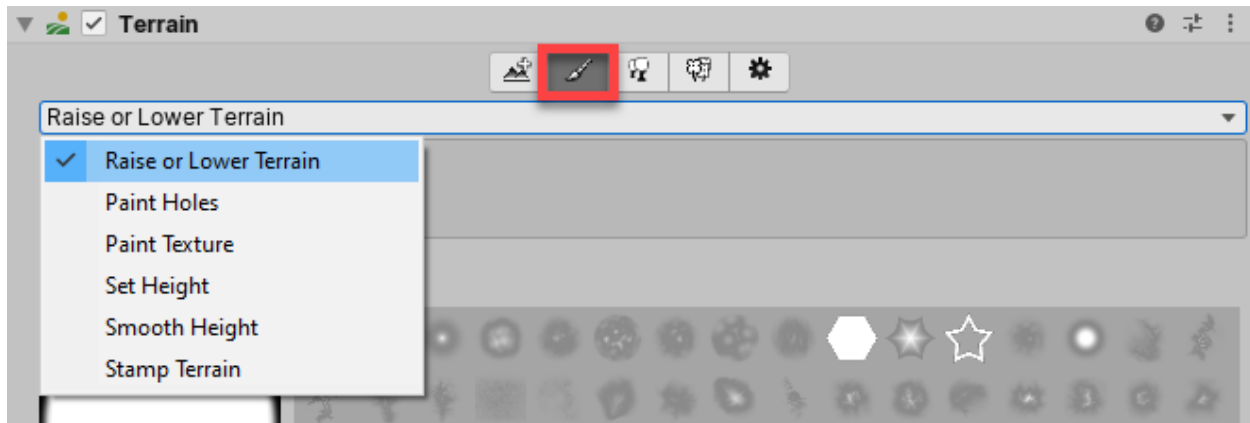 Terrain
Raise or Lower Terrain
Raise or Lower Terrain
Paint Holes
Paint Texture
Set Height
Smooth Height
Stamp Terrain